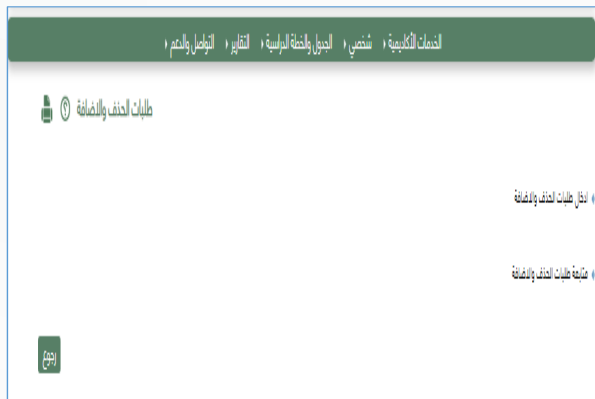 الخدمات الأكاديمية شخصي الجدول والخطة الدراسية التقارير التواصل والدعم
طلبات الحذف والاضافة
ادخال طلبات الحذف والاضافة
متابعة طلبات الحذف والاضافة
رجوع